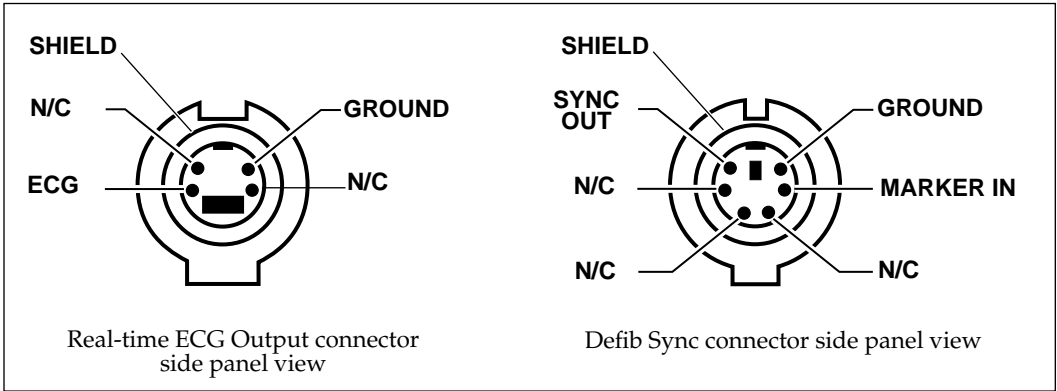 SHIELD
N/C
GROUND
ECG
N/C
Real-time ECG Output connector
side panel view
SHIELD
SYNC
OUT
GROUND
N/C
MARKER IN
N/C
N/C
Defib Sync connector side panel view